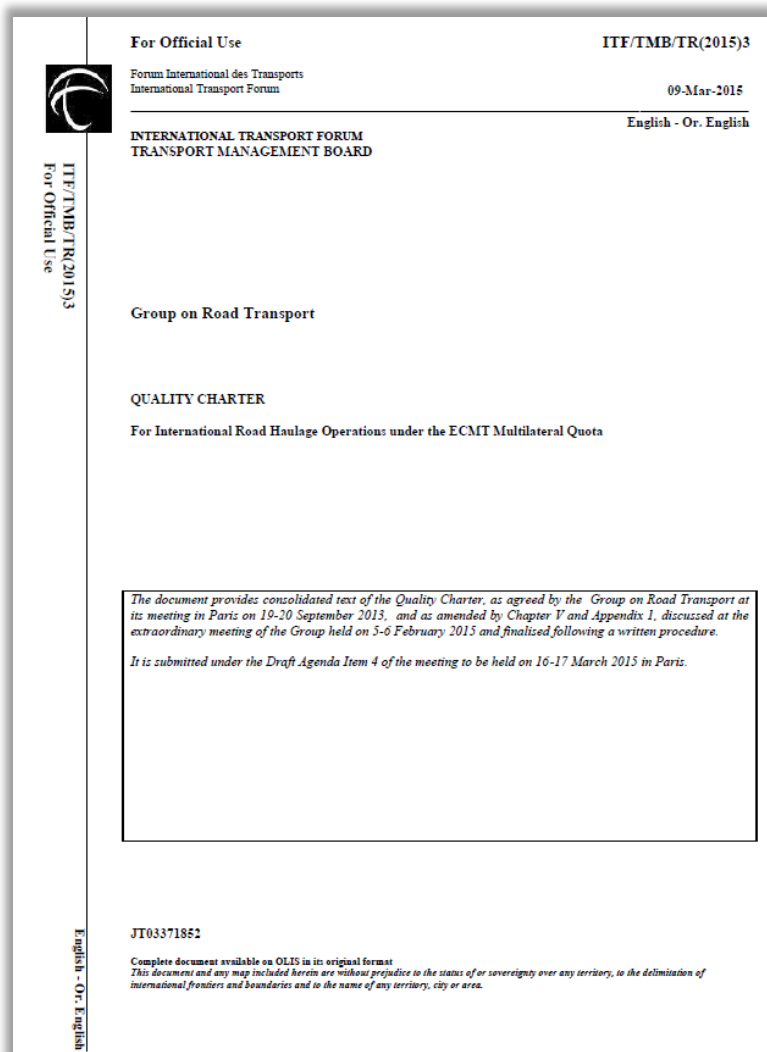 For Official Use
ITF/TMB/TR(2015)3
Forum International des Transports
International Transport Forum
09-Mar-2015
English - Or. English
INTERNATIONAL TRANSPORT FORUM
TRANSPORT MANAGEMENT BOARD
ITF/TMB/TR(2015)3
For Official Use
Group on Road Transport
QUALITY CHARTER
For International Road Haulage Operations under the ECMT Multilateral Quota
The document provides consolidated text of the Quality Charter, as agreed by the Group on Road Transport at
its meeting in Paris on 19-20 September 2013, and as amended by Chapter V and Appendix 1, discussed at the
extraordinary meeting of the Group held on 5-6 February 2015 and finalised following a written procedure.
It is submitted under the Draft Agenda Item 4 of the meeting to be held on 16-17 March 2015 in Paris.
JT03371852
Complete document available on OLIS in its original format
This document and any map included herein are without prejudice to the status of or sovereignty over any territory, to the delimitation of
international frontiers and boundaries and to the name of any territory, city or area.
English - Or. English